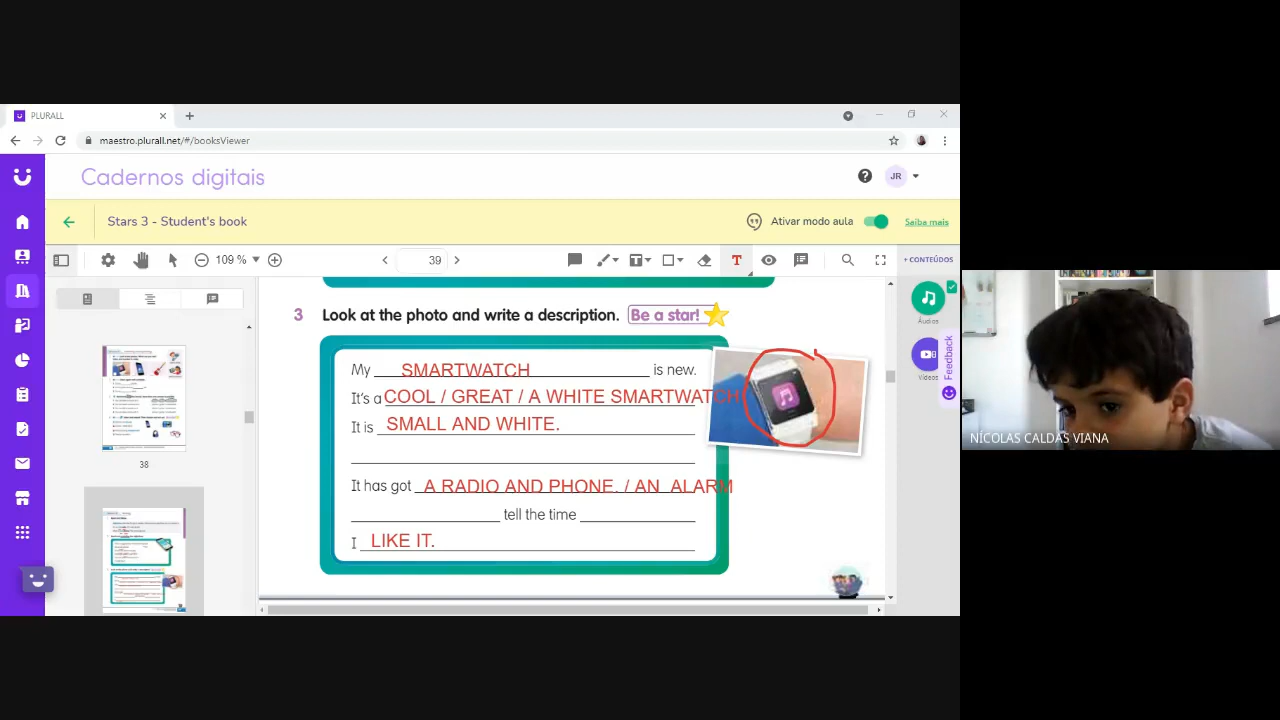 PLURALL
maestro.plurall.net/#/booksViewer
Cadernos digitais
JR
Stars 3 - Student's book
Ativar modo aula
Saiba mais
109 %
39
T
+ CONTEÚDOS
3 Look at the photo and write a description. Be a star!
My SMARTWATCH is new.
It's a COOL / GREAT / A WHITE SMARTWATCH
It is SMALL AND WHITE.
It has got A RADIO AND PHONE. / AN ALARM
tell the time
I LIKE IT.
38
Áudios
Vídeos
Feedback
NÍCOLAS CALDAS VIANA